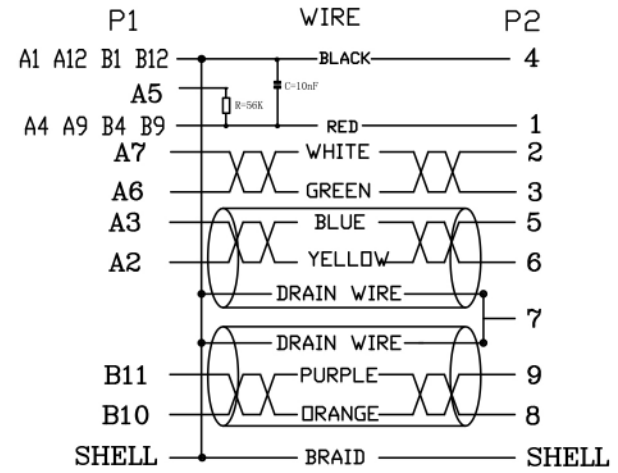 P1 WIRE P2
A1 A12 B1 B12 BLACK 4
A5 R=56K C=10nF
A4 A9 B4 B9 RED 1
A7 WHITE 2
A6 GREEN 3
A3 BLUE 5
A2 YELLOW 6
DRAIN WIRE
7
DRAIN WIRE
B11 PURPLE 9
B10 ORANGE 8
SHELL BRAID SHELL